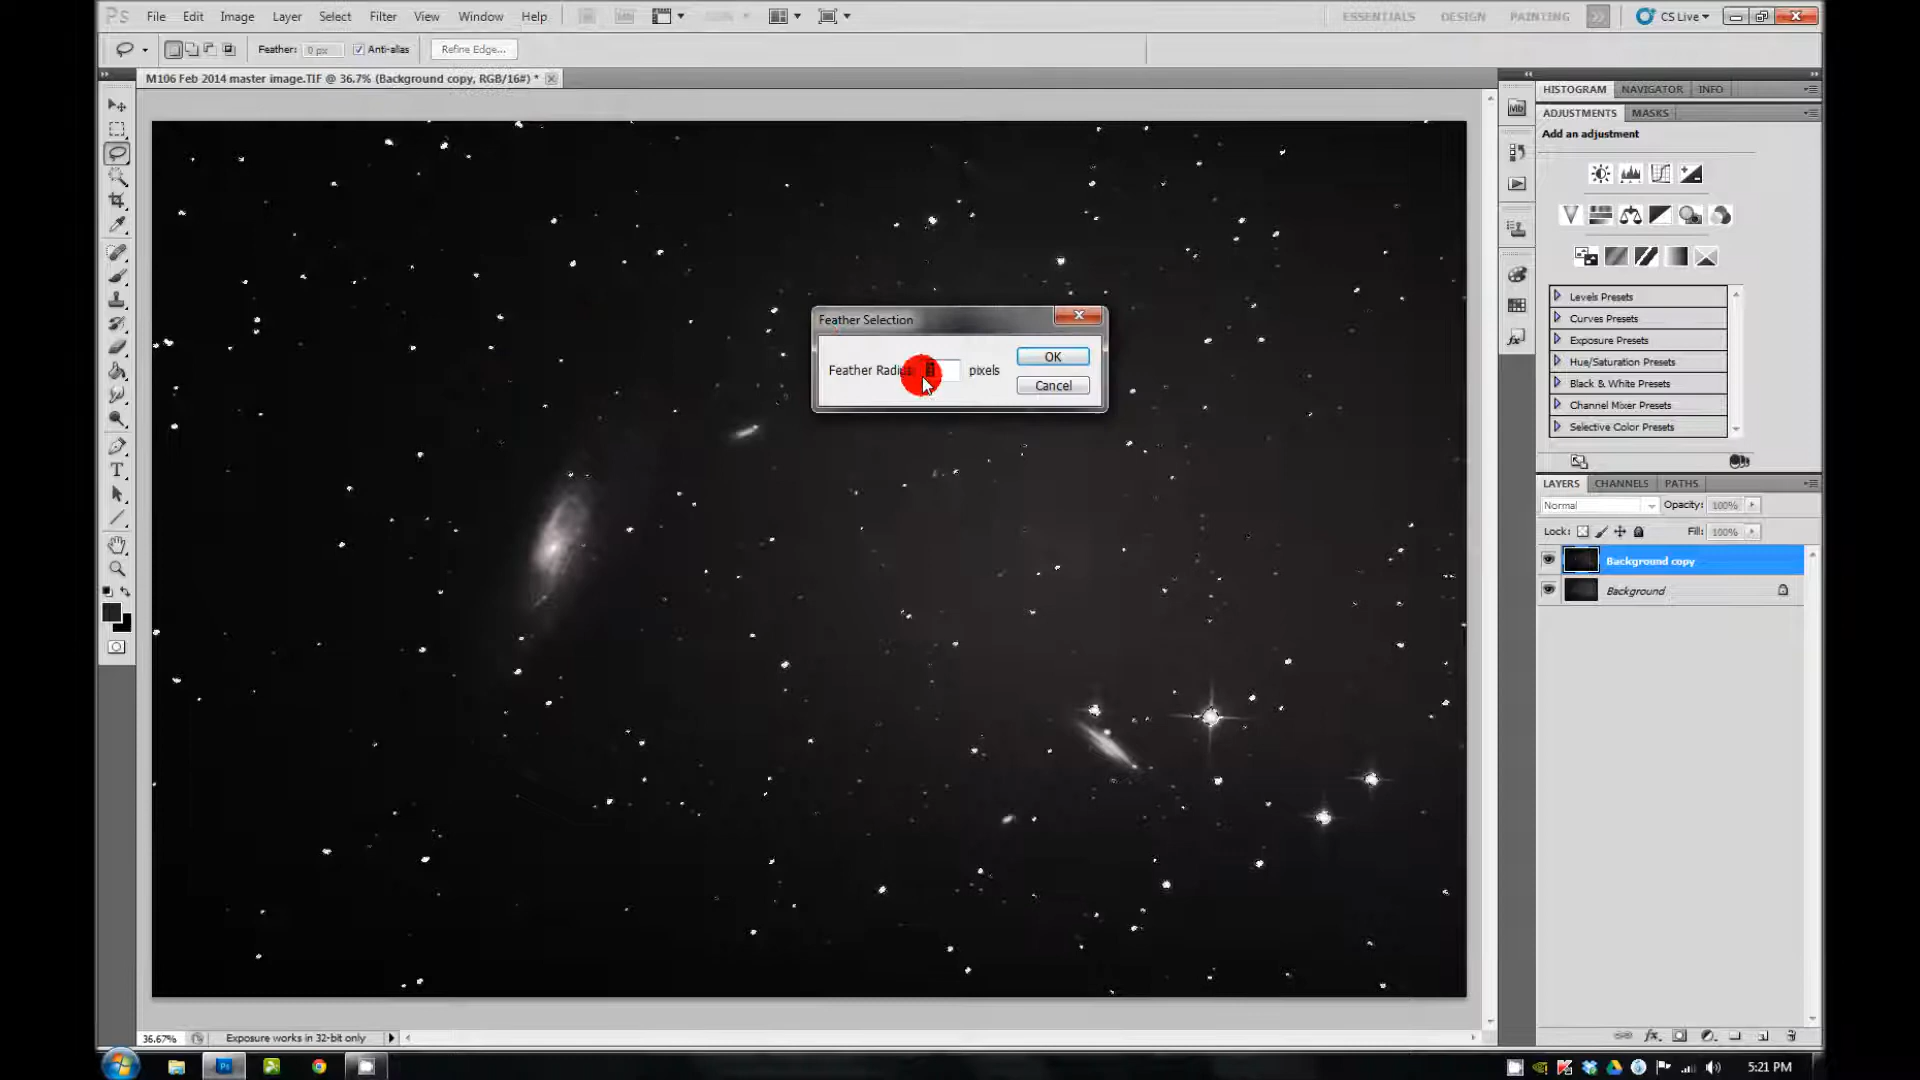 Ps File Edit Image Layer Select Filter View Window Help
ESSENTIALS DESIGN PAINTING CS Live
Feather: 0 px Anti-alias Refine Edge...
M106 Feb 2014 master image.TIF @ 36.7% (Background copy, RGB/16#) *
HISTOGRAM NAVIGATOR INFO
ADJUSTMENTS MASKS
Add an adjustment
Levels Presets
Curves Presets
Exposure Presets
Hue/Saturation Presets
Black & White Presets
Channel Mixer Presets
Selective Color Presets
Feather Selection
Feather Radius
pixels
OK
Cancel
LAYERS CHANNELS PATHS
Normal Opacity: 100%
Lock: Fill: 100%
Background copy
Background
36.67% Exposure works in 32-bit only
5:21 PM